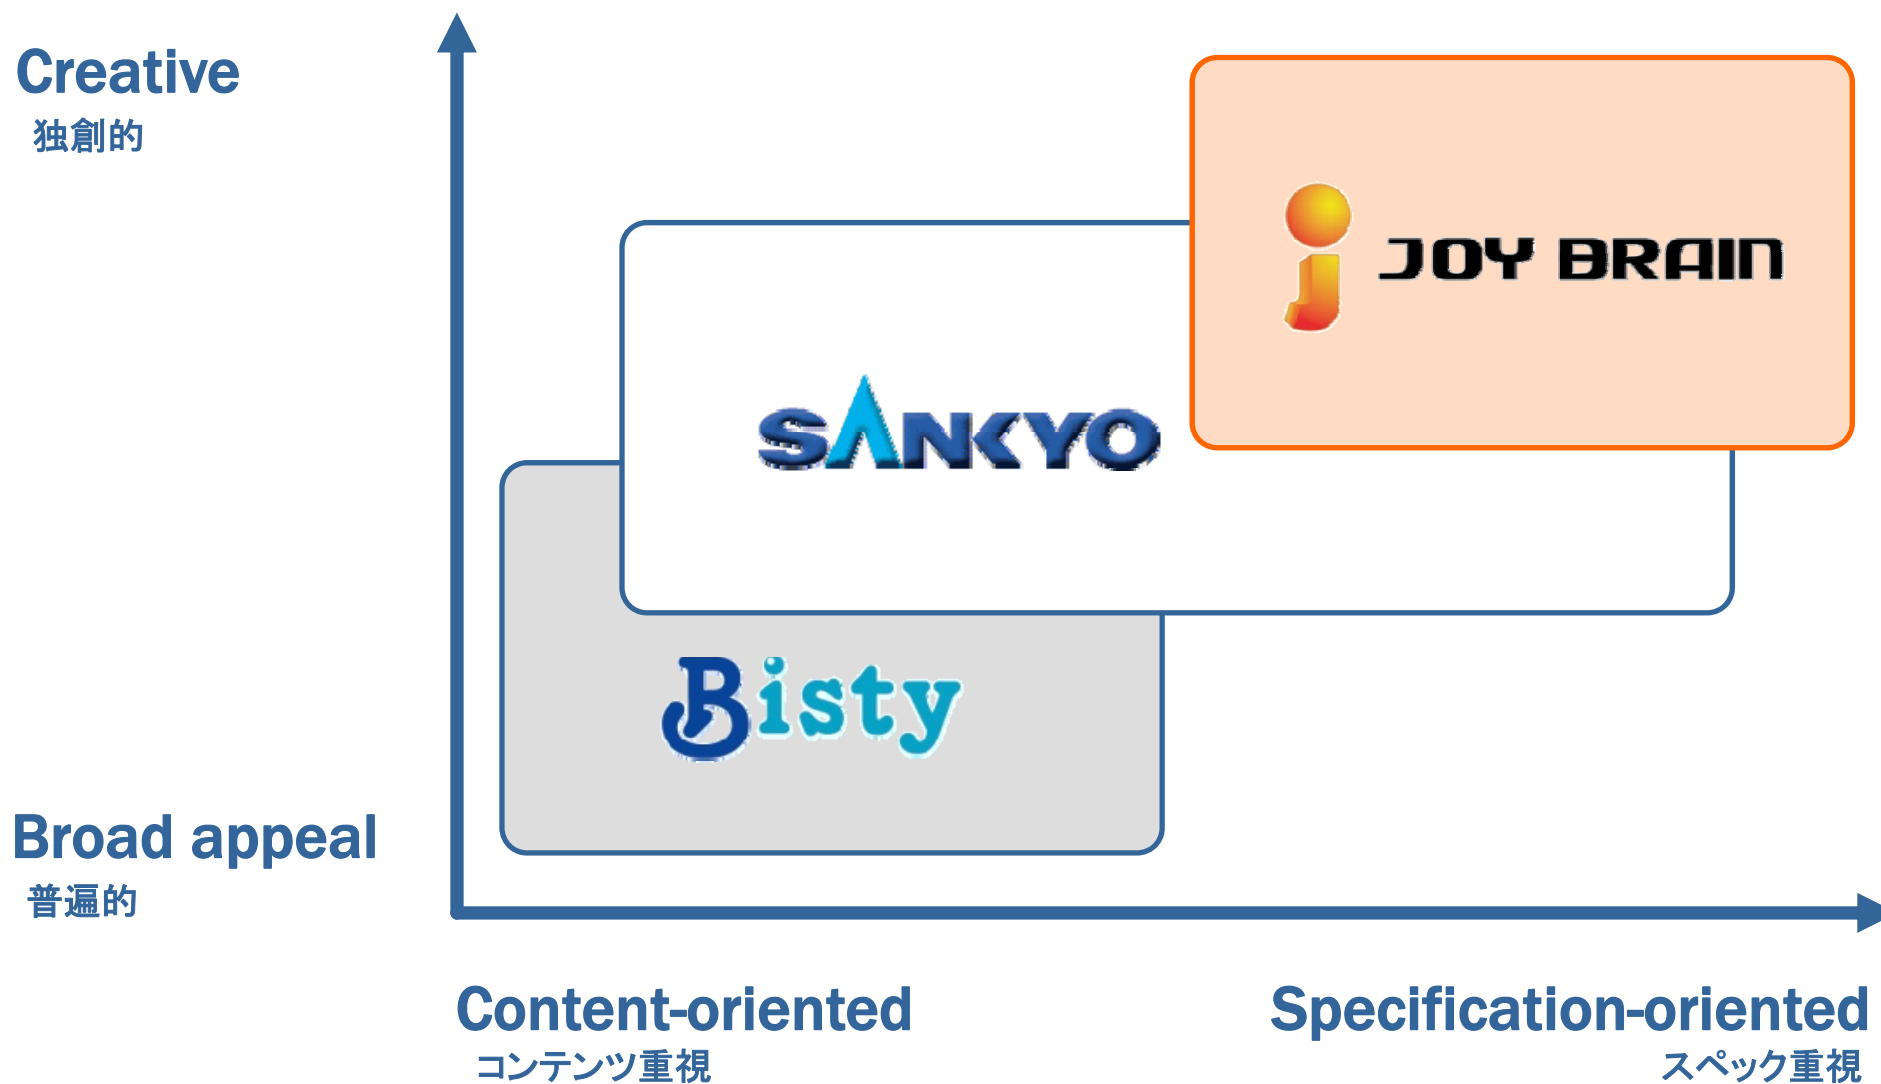 Creative
独創的
JOY BRAIN
SANKYO
Bisty
Broad appeal
普遍的
Content-oriented
コンテンツ重視
Specification-oriented
スペック重視